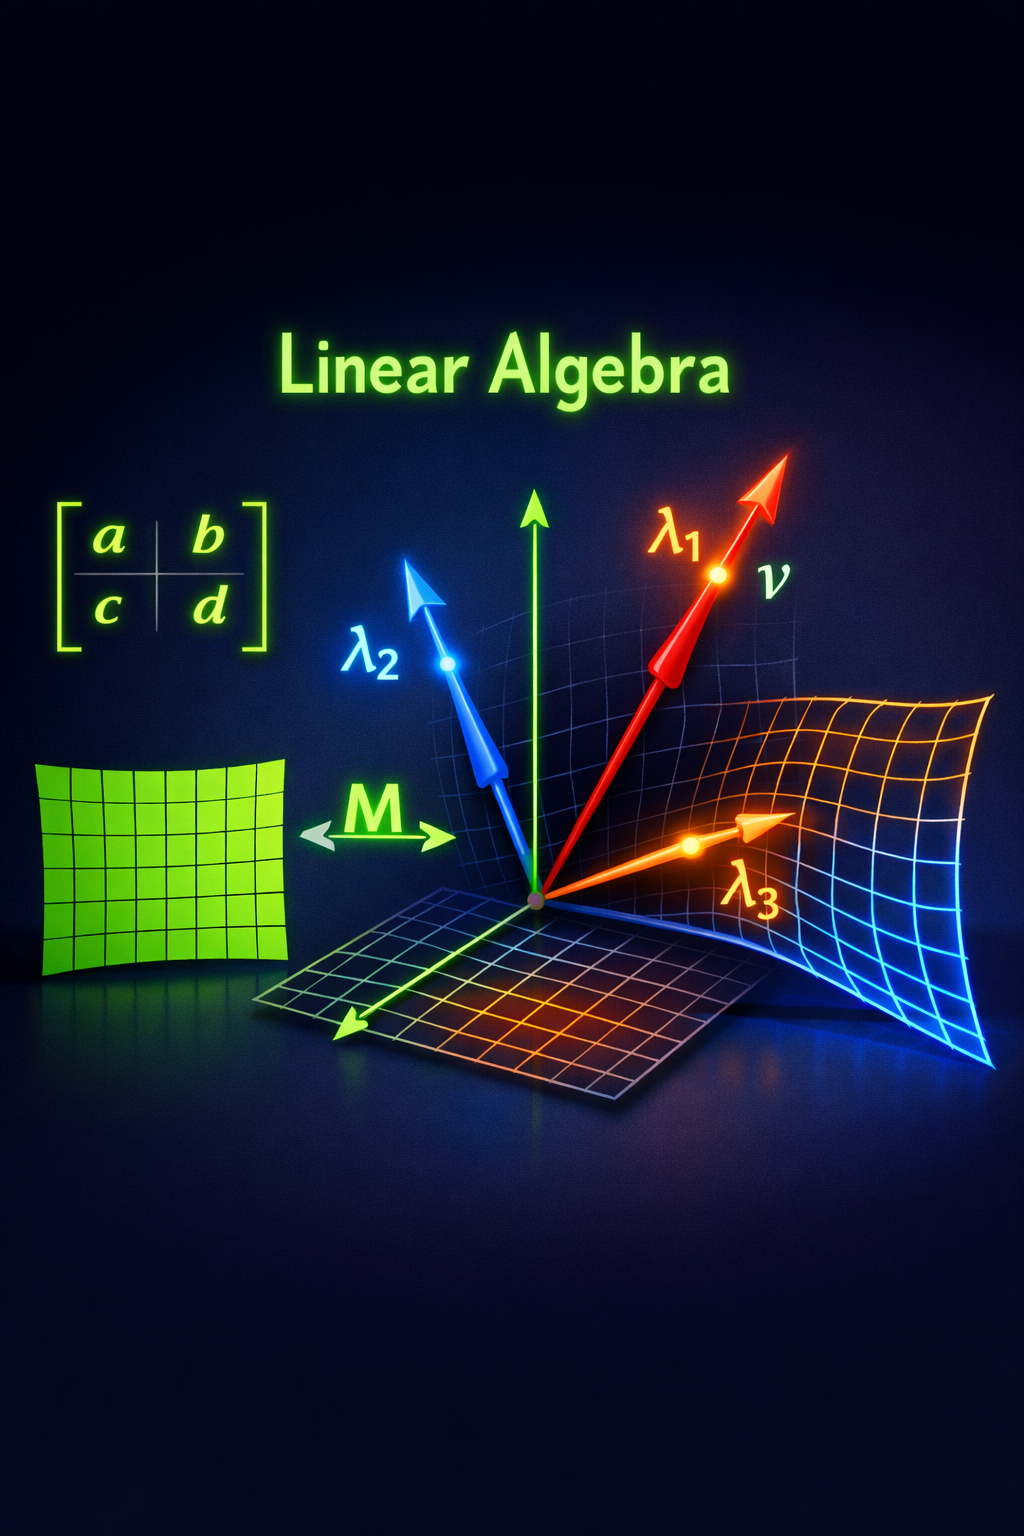 Linear Algebra
a b
c d
λ₁
v
λ₂
M
λ₃